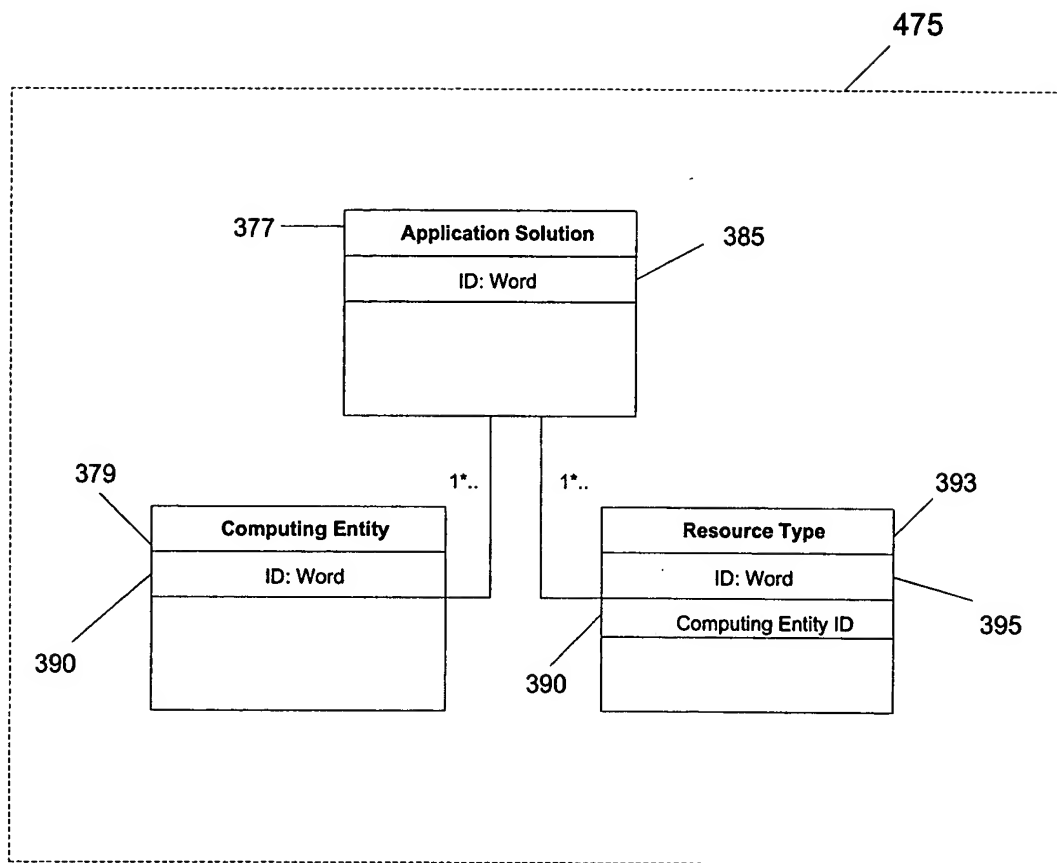 475
377
Application Solution
385
ID: Word
379
1*..
1*..
393
Computing Entity
Resource Type
ID: Word
ID: Word
390
Computing Entity ID
395
390